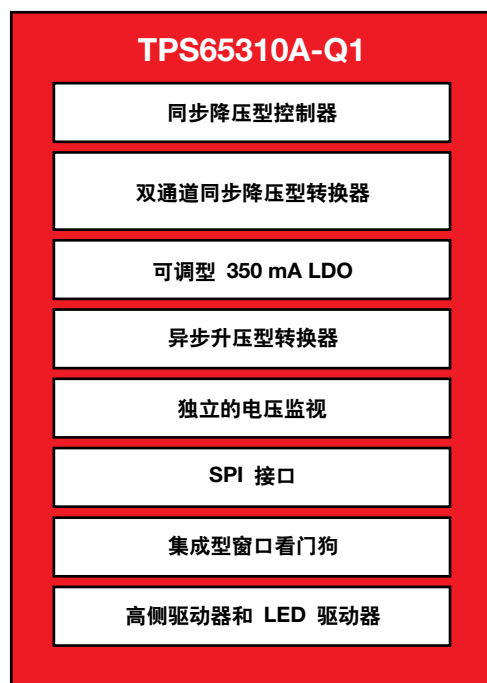 TPS65310A-Q1
同步降压型控制器
双通道同步降压型转换器
可调型 350 mA LDO
异步升压型转换器
独立的电压监视
SPI 接口
集成型窗口看门狗
高侧驱动器和 LED 驱动器